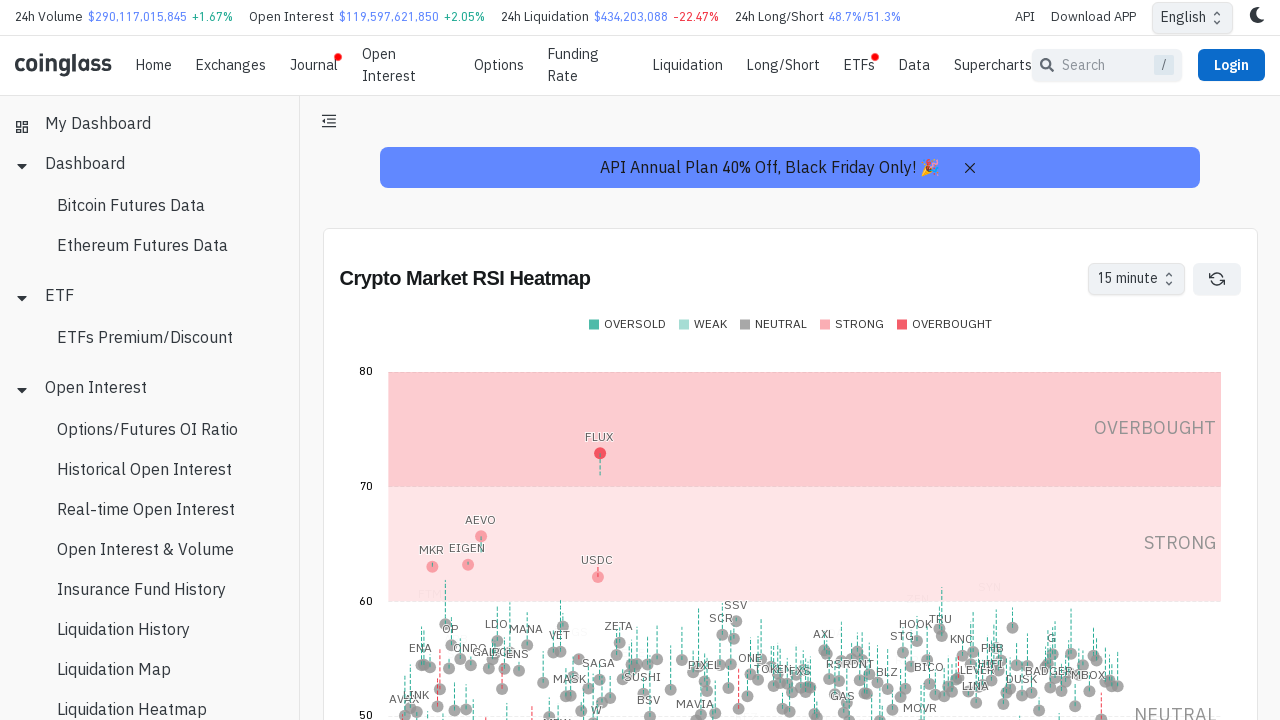 24h Volume $290,117,015,845 +1.67% Open Interest $119,597,621,850 +2.05% 24h Liquidation $434,203,088 -22.47% 24h Long/Short 48.7%/51.3% API Download APP English
coinglass Home Exchanges Journal Open Interest Options Funding Rate Liquidation Long/Short ETFs Data Supercharts Search / Login
My Dashboard
Dashboard
Bitcoin Futures Data
Ethereum Futures Data
ETF
ETFs Premium/Discount
Open Interest
Options/Futures OI Ratio
Historical Open Interest
Real-time Open Interest
Open Interest & Volume
Insurance Fund History
Liquidation History
Liquidation Map
Liquidation Heatmap
API Annual Plan 40% Off, Black Friday Only! 🎉
Crypto Market RSI Heatmap
15 minute
OVERSOLD WEAK NEUTRAL STRONG OVERBOUGHT
80
OVERBOUGHT
FLUX
70
AEVO
STRONG
MKR EIGEN
USDC
60
SSV
SCR TRU
LDO MANA ZETA HOOK
OP VET AXL STG KNC G
ENA PHB
SAGA PIXEL ONE BICO HIFI
MASK SUSHI BLZ LEVER DUSK BADGER MBOX
LINA
BSV MAVIA GAS MOVR
W
50
NEUTRAL